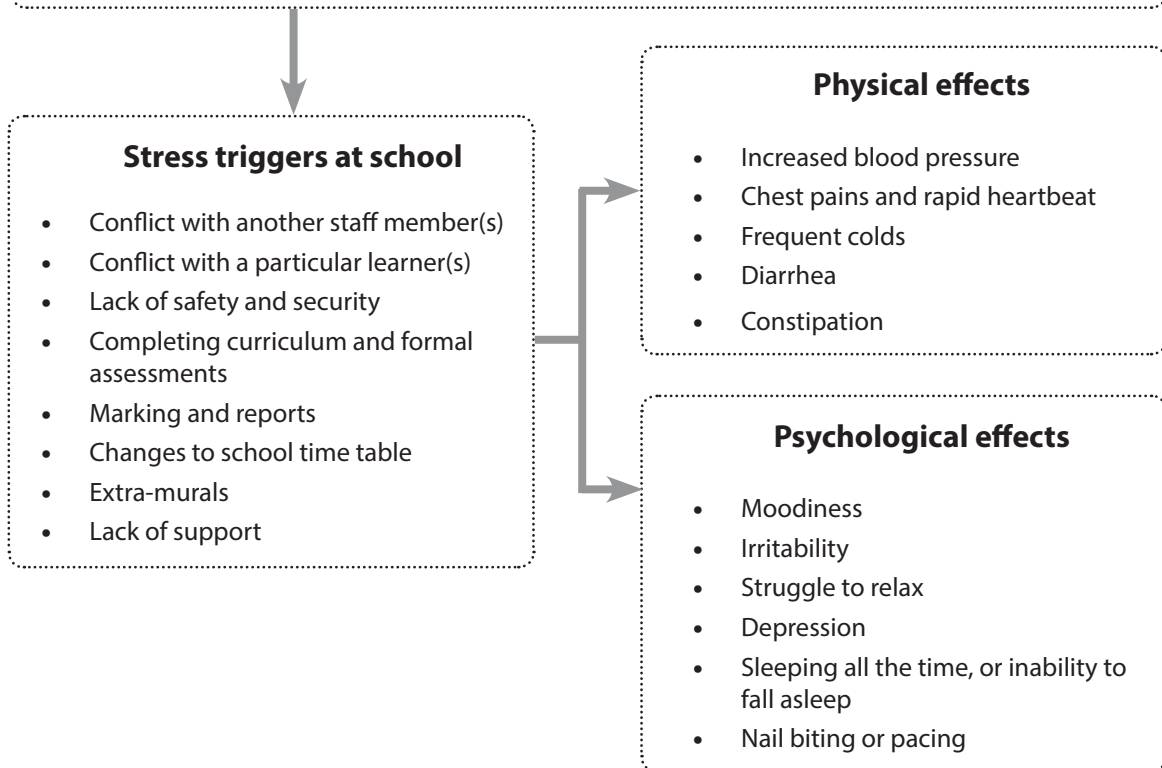 Stress triggers at school
• Conflict with another staff member(s)
• Conflict with a particular learner(s)
• Lack of safety and security
• Completing curriculum and formal
assessments
• Marking and reports
• Changes to school time table
• Extra-murals
• Lack of support
Physical effects
• Increased blood pressure
• Chest pains and rapid heartbeat
• Frequent colds
• Diarrhea
• Constipation
Psychological effects
• Moodiness
• Irritability
• Struggle to relax
• Depression
• Sleeping all the time, or inability to
fall asleep
• Nail biting or pacing